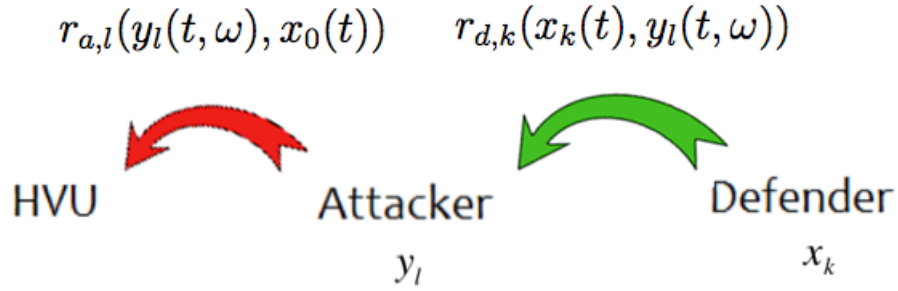 r_{a,l}(y_l(t, ω), x_0(t)) r_{d,k}(x_k(t), y_l(t, ω))
HVU Attacker Defender
y_l x_k